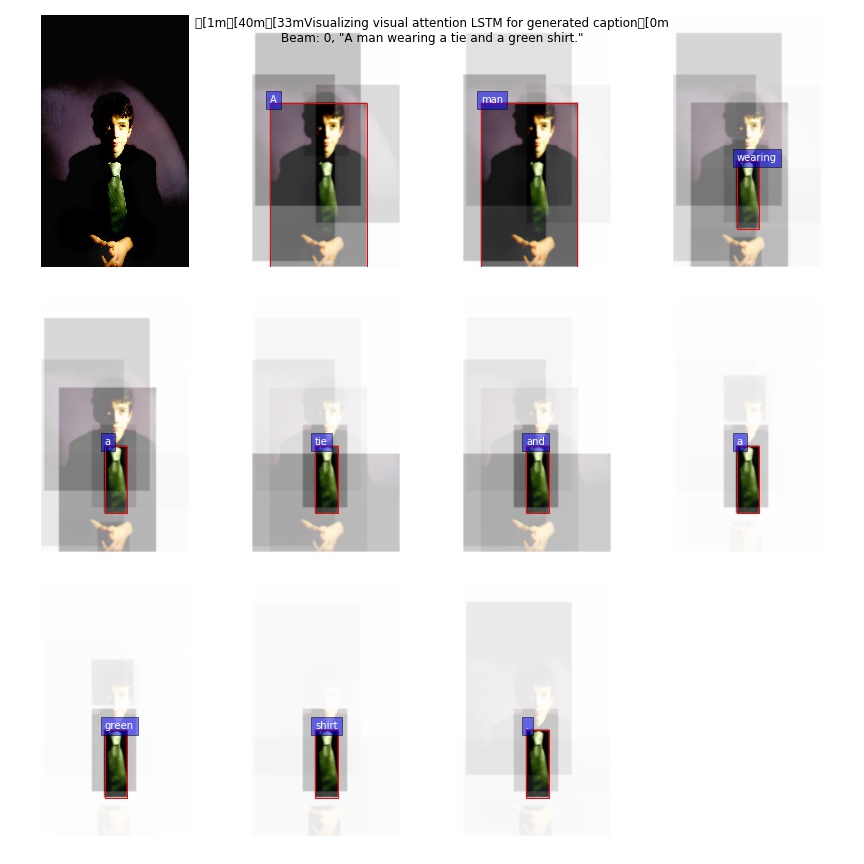 [1m[40m[33mVisualizing visual attention LSTM for generated caption[0m
Beam: 0, "A man wearing a tie and a green shirt."
A
man
wearing
a
tie
and
a
green
shirt
.